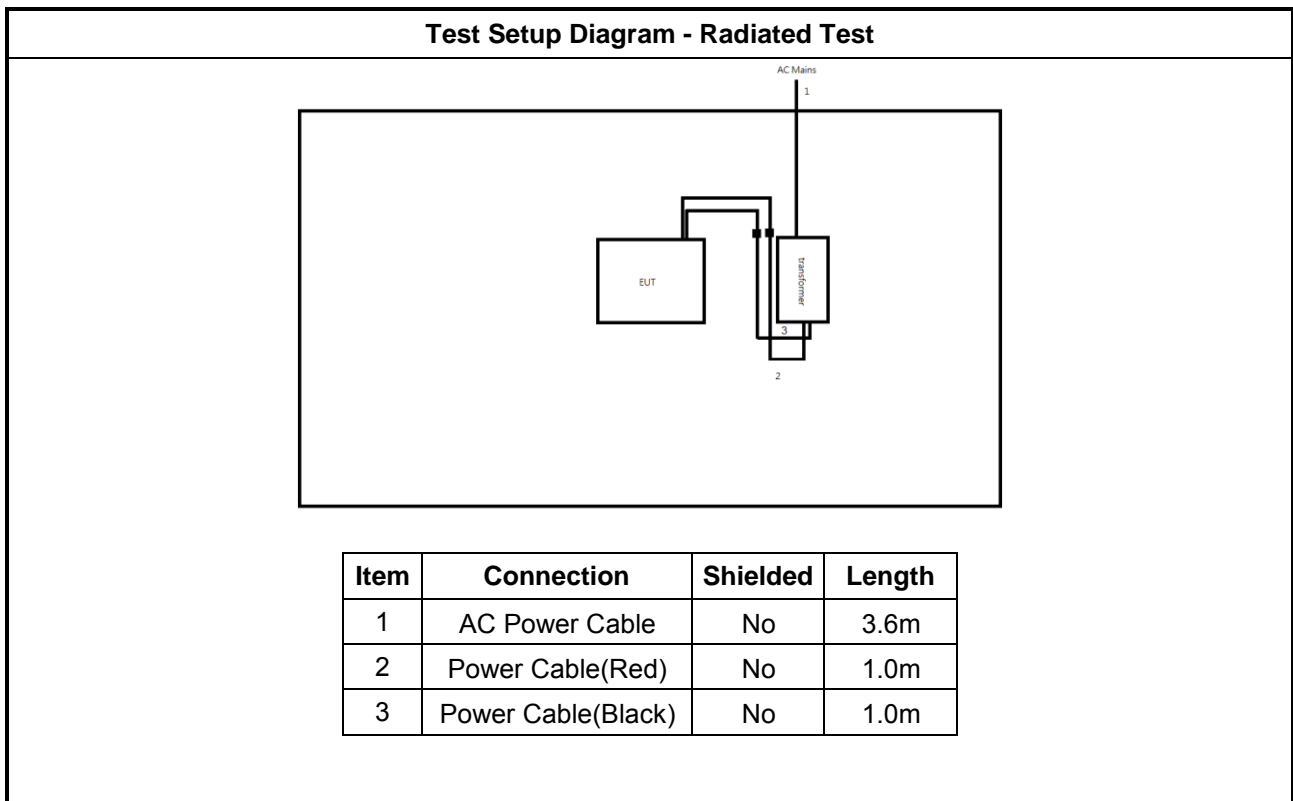 Test Setup Diagram - Radiated Test
AC Mains
1
EUT
transformer
3
2
Item Connection Shielded Length
1 AC Power Cable No 3.6m
2 Power Cable(Red) No 1.0m
3 Power Cable(Black) No 1.0m